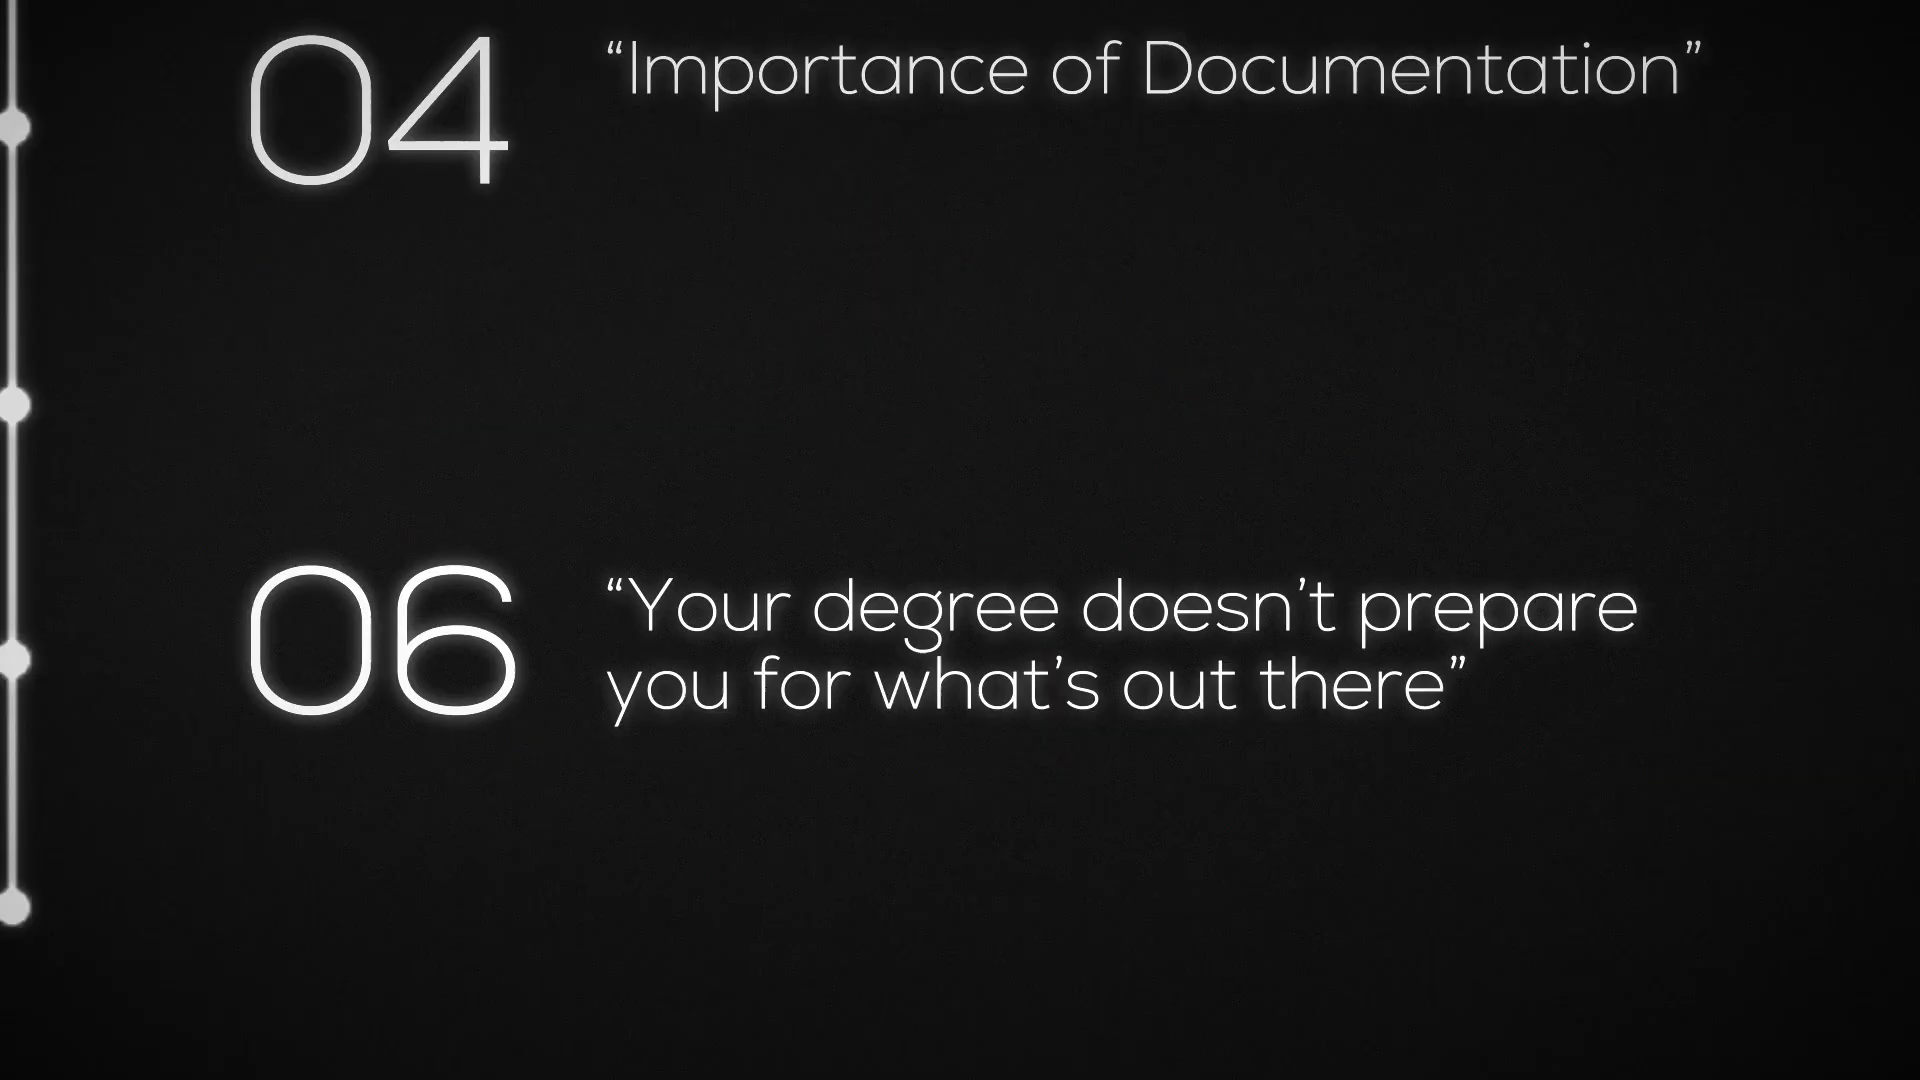 04
“Importance of Documentation”
06
“Your degree doesn’t prepare
you for what’s out there”